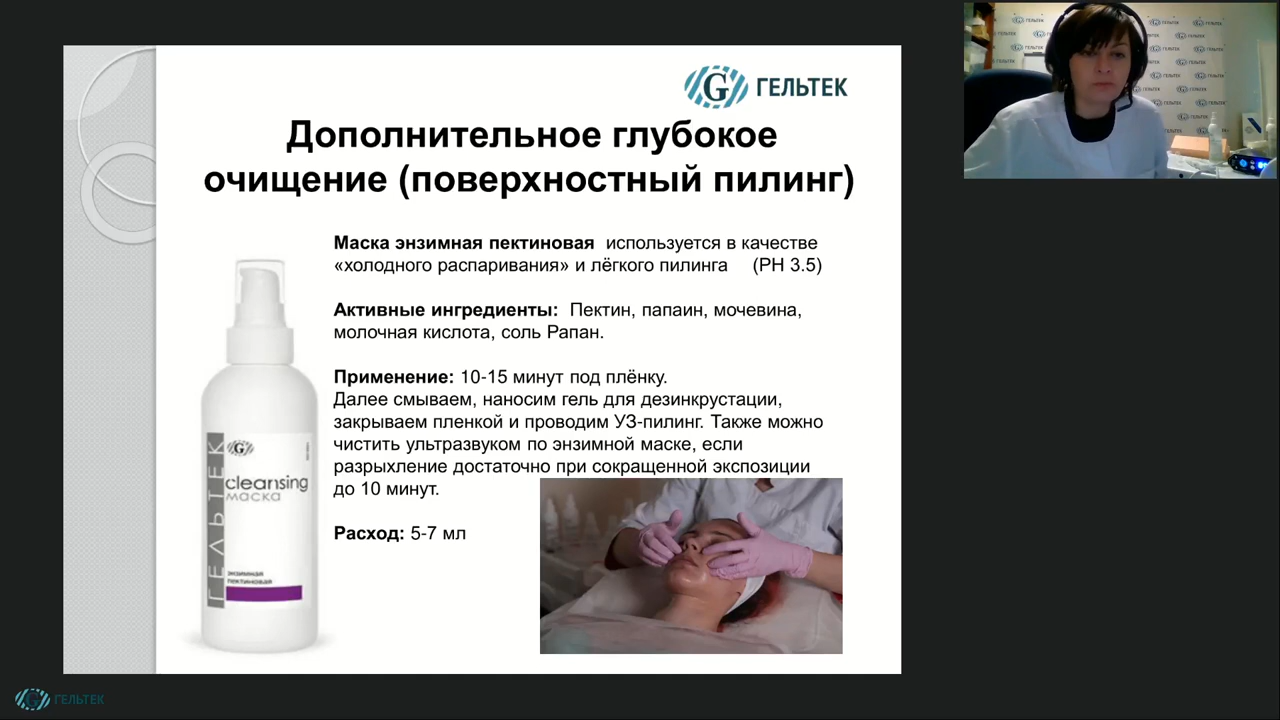 ГЕЛЬТЕК
Дополнительное глубокое
очищение (поверхностный пилинг)
Маска энзимная пектиновая используется в качестве
«холодного распаривания» и лёгкого пилинга (PH 3.5)
Активные ингредиенты: Пектин, папаин, мочевина,
молочная кислота, соль Рапан.
Применение: 10-15 минут под плёнку.
Далее смываем, наносим гель для дезинкрустации,
закрываем пленкой и проводим УЗ-пилинг. Также можно
чистить ультразвуком по энзимной маске, если
разрыхление достаточно при сокращенной экспозиции
до 10 минут.
Расход: 5-7 мл
G
ГЕЛЬТЕК
cleansing
маска
энзимная
пектиновая
ГЕЛЬТЕК